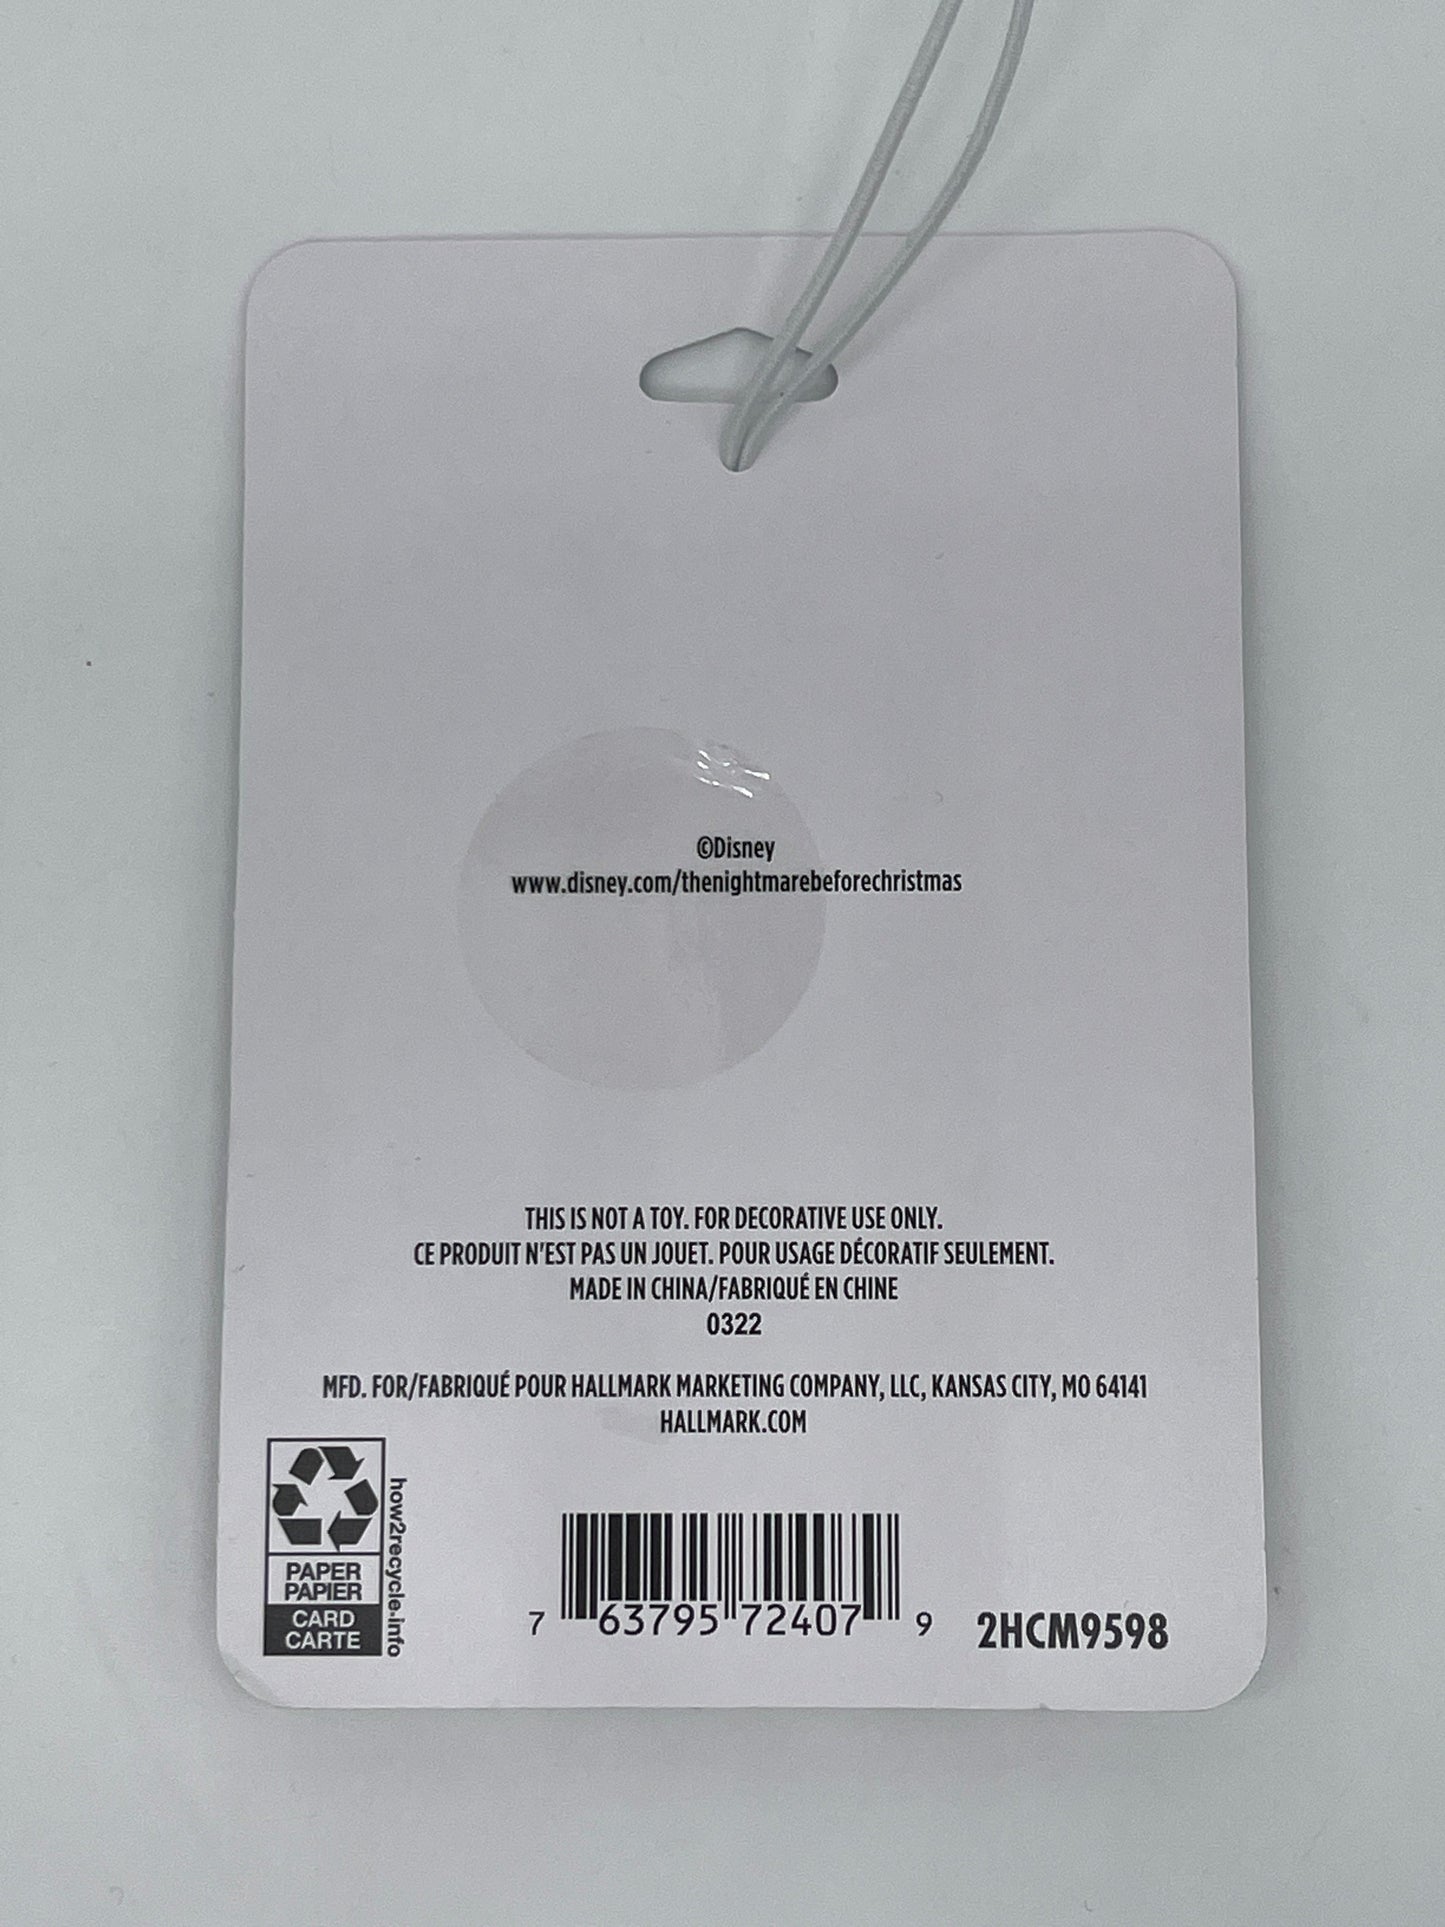 ©Disney
www.disney.com/thenightmarebeforechristmas
THIS IS NOT A TOY. FOR DECORATIVE USE ONLY.
CE PRODUIT N'EST PAS UN JOUET. POUR USAGE DÉCORATIF SEULEMENT.
MADE IN CHINA/FABRIQUÉ EN CHINE
0322
MFD. FOR/FABRIQUÉ POUR HALLMARK MARKETING COMPANY, LLC, KANSAS CITY, MO 64141
HALLMARK.COM
PAPER
PAPIER
CARD
CARTE
how2recycle.info
7 63795 72407 9
2HCM9598